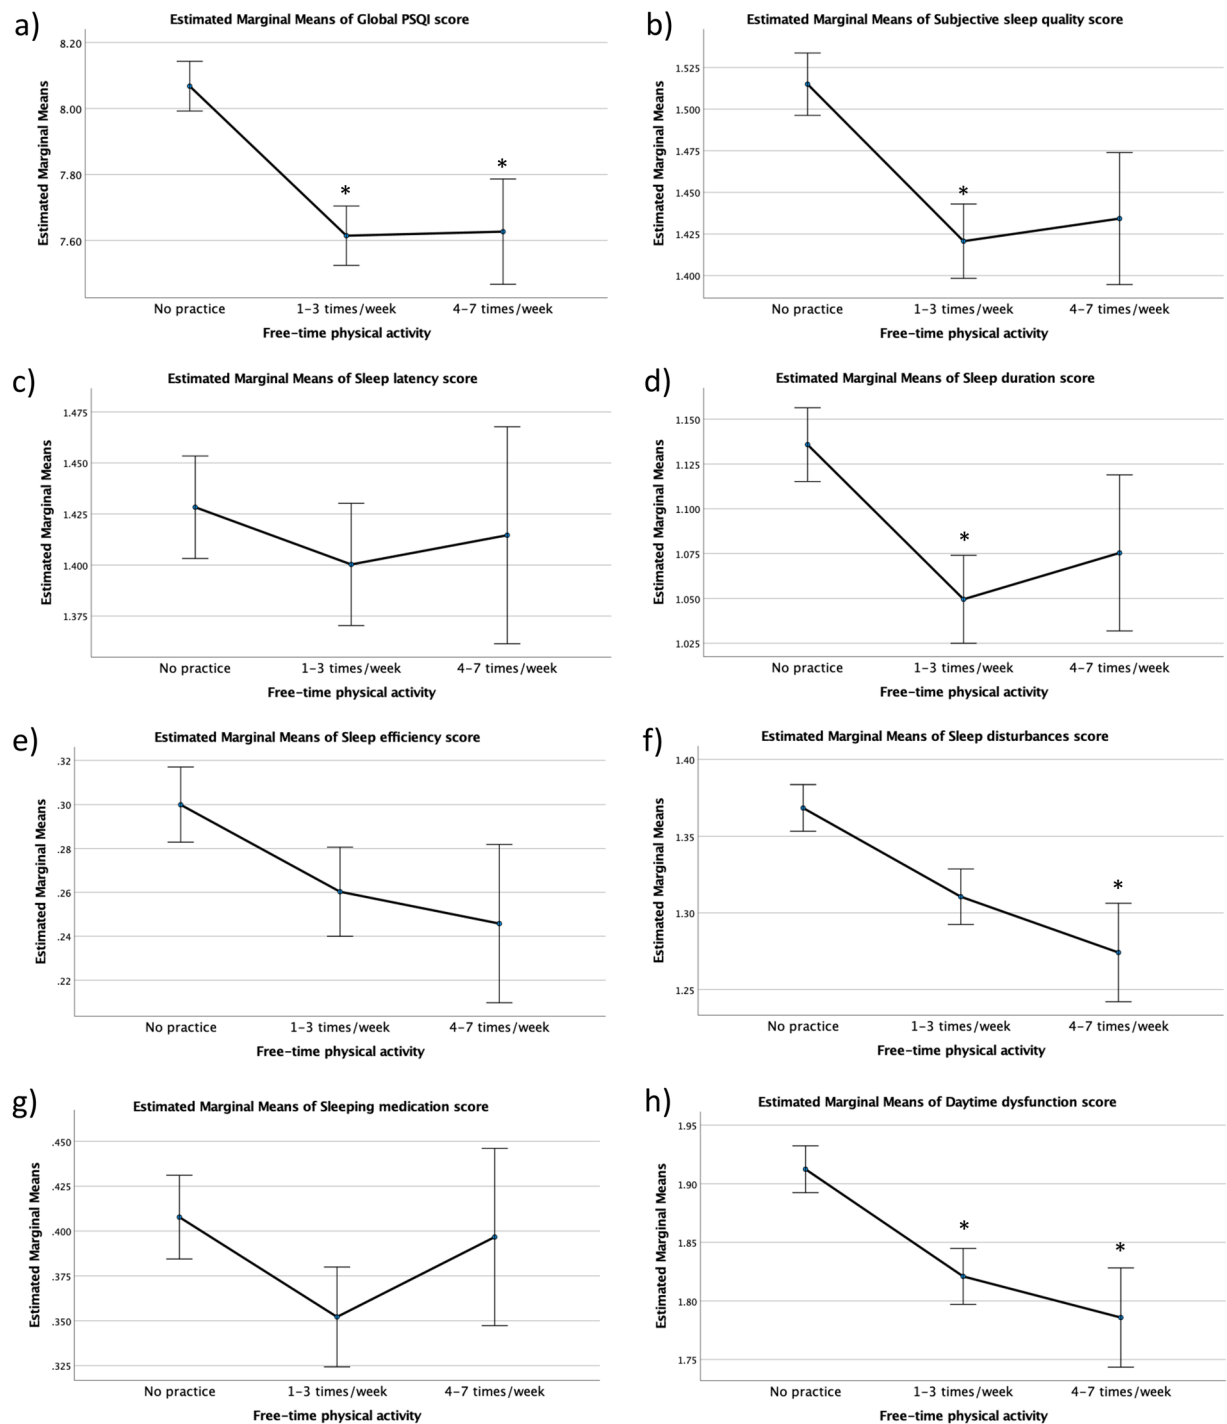 a)
Estimated Marginal Means of Global PSQI score
Estimated Marginal Means
8.20
8.00
7.80
7.60
*
*
No practice
1-3 times/week
4-7 times/week
Free-time physical activity
b)
Estimated Marginal Means of Subjective sleep quality score
Estimated Marginal Means
1.525
1.500
1.475
1.450
1.425
1.400
*
No practice
1-3 times/week
4-7 times/week
Free-time physical activity
c)
Estimated Marginal Means of Sleep latency score
Estimated Marginal Means
1.475
1.450
1.425
1.400
1.375
No practice
1-3 times/week
4-7 times/week
Free-time physical activity
d)
Estimated Marginal Means of Sleep duration score
Estimated Marginal Means
1.150
1.125
1.100
1.075
1.050
1.025
*
No practice
1-3 times/week
4-7 times/week
Free-time physical activity
e)
Estimated Marginal Means of Sleep efficiency score
Estimated Marginal Means
.32
.30
.28
.26
.24
.22
No practice
1-3 times/week
4-7 times/week
Free-time physical activity
f)
Estimated Marginal Means of Sleep disturbances score
Estimated Marginal Means
1.40
1.35
1.30
1.25
*
No practice
1-3 times/week
4-7 times/week
Free-time physical activity
g)
Estimated Marginal Means of Sleeping medication score
Estimated Marginal Means
.450
.425
.400
.375
.350
.325
No practice
1-3 times/week
4-7 times/week
Free-time physical activity
h)
Estimated Marginal Means of Daytime dysfunction score
Estimated Marginal Means
1.95
1.90
1.85
1.80
1.75
*
*
No practice
1-3 times/week
4-7 times/week
Free-time physical activity